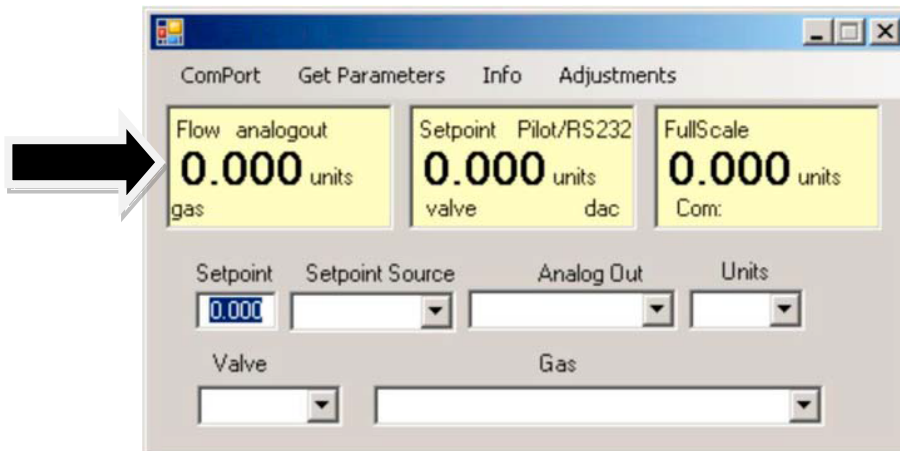 ComPort Get Parameters Info Adjustments
Flow analogout
0.000 units
gas
Setpoint Pilot/RS232
0.000 units
valve dac
FullScale
0.000 units
Com:
Setpoint Setpoint Source Analog Out Units
0.000
Valve Gas